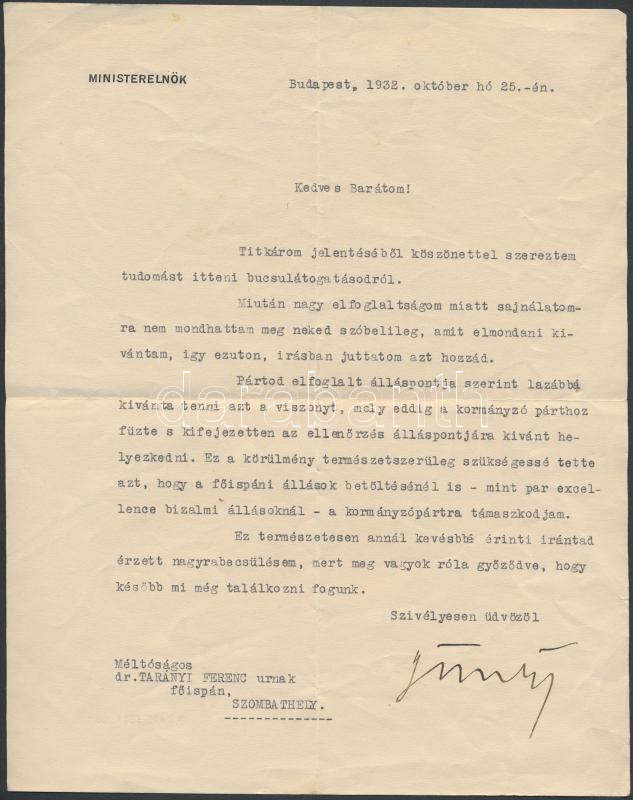 MINISTERELNÖK
Budapest, 1932. október hó 25.-én.
Kedves Barátom!
Titkárom jelentéséből köszönettel szereztem
tudomást itteni bucsulátogatásodról.
Miután nagy elfoglaltságom miatt sajnálatom-
ra nem mondhattam meg neked szóbelileg, amit elmondani ki-
vántam, igy ezuton, irásban juttatom azt hozzád.
Pártod elfoglalt álláspontja szerint lazábbá
kivánta tenni azt a viszonyt, mely eddig a kormányzó párthoz
füzte s kifejezetten az ellenőrzés álláspontjára kivánt he-
lyezkedni. Ez a körülmény természetszerüleg szükségessé tette
azt, hogy a főispáni állások betöltésénél is - mint par excel-
lence bizalmi állásoknál - a kormányzópártra támaszkodjam.
Ez természetesen annál kevésbbé érinti irántad
érzett nagyrabecsülésem, mert meg vagyok róla győződve, hogy
később mi még találkozni fogunk.
Szivélyesen üdvözöl
Méltóságos
dr.TARÁNYI FERENC urnak
főispán,
SZOMBATHELY.
darabanth